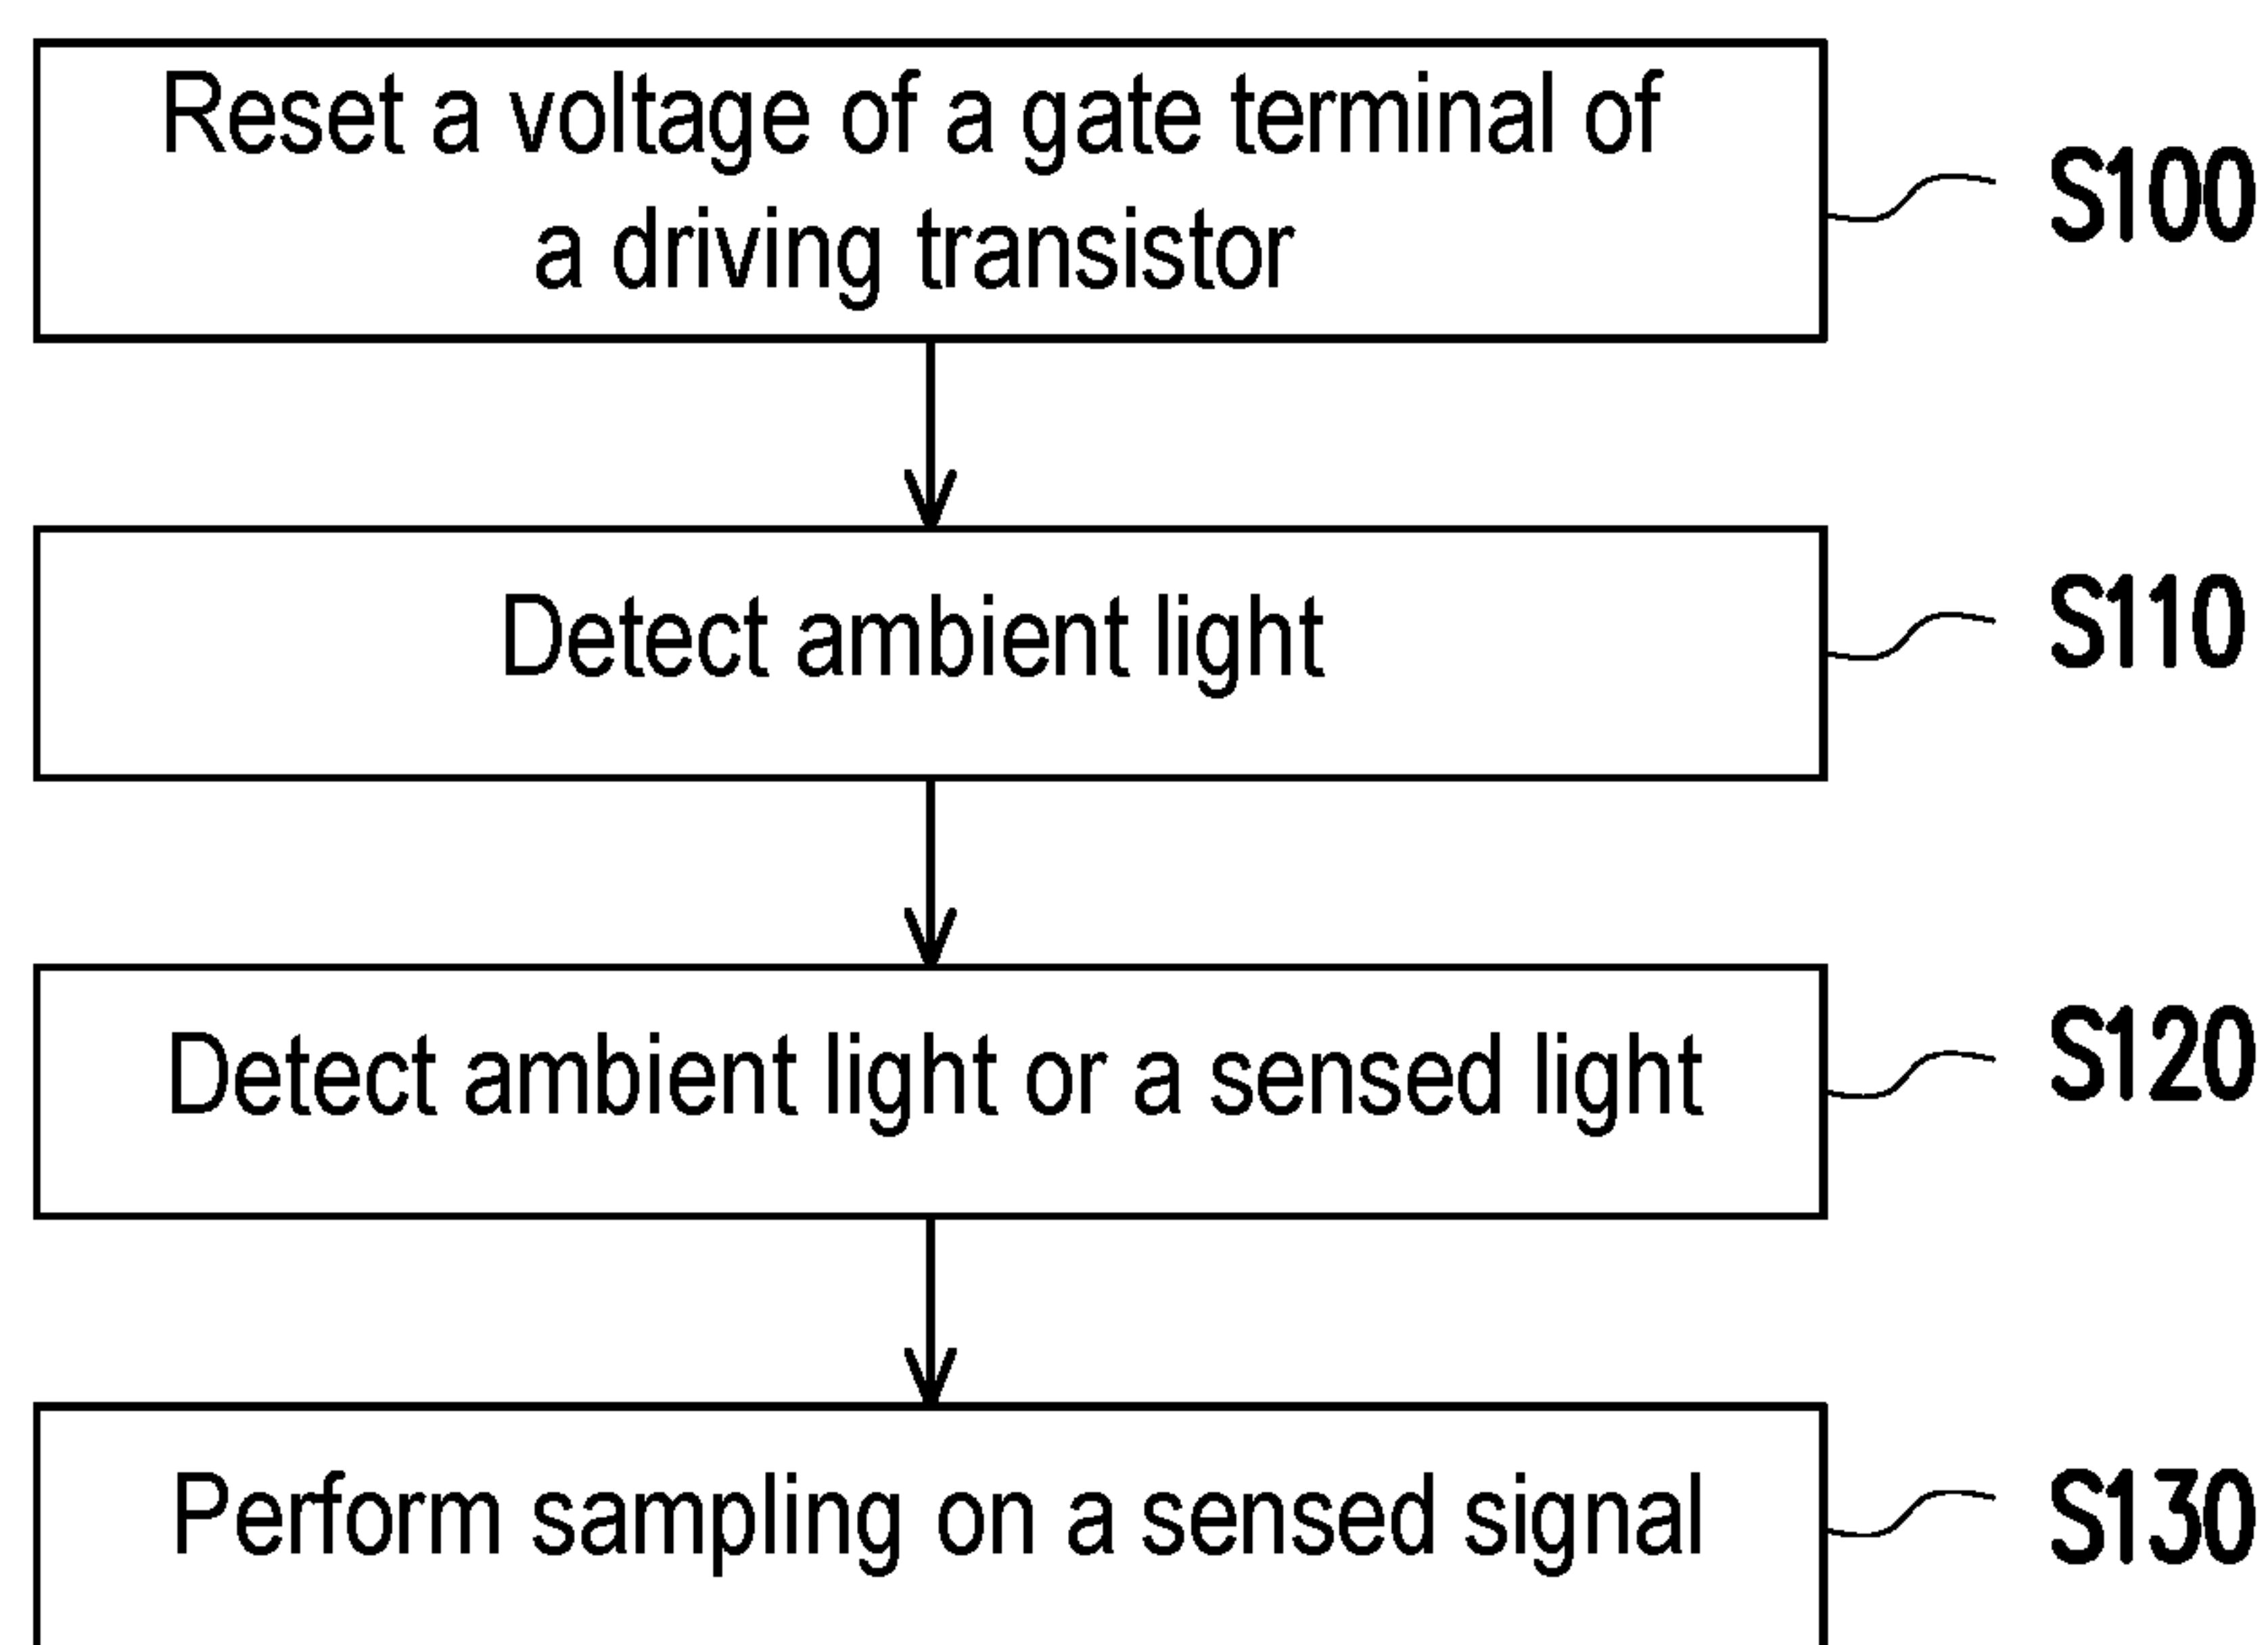 Reset a voltage of a gate terminal of
a driving transistor
S100
Detect ambient light
S110
Detect ambient light or a sensed light
S120
Perform sampling on a sensed signal
S130